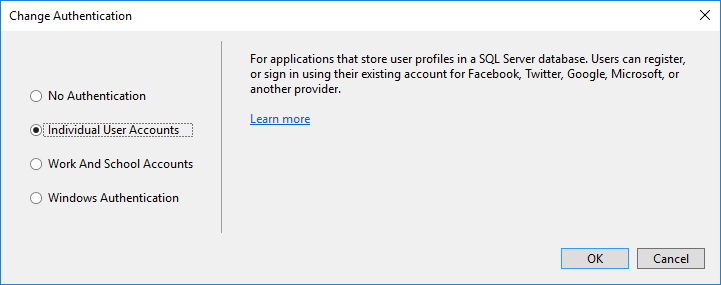 Change Authentication
No Authentication
Individual User Accounts
Work And School Accounts
Windows Authentication
For applications that store user profiles in a SQL Server database. Users can register,
or sign in using their existing account for Facebook, Twitter, Google, Microsoft, or
another provider.
Learn more
OK
Cancel